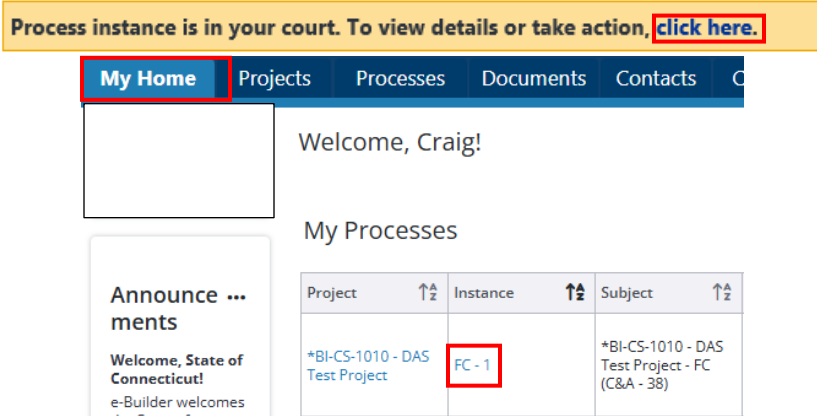 Process instance is in your court. To view details or take action, click here.
My Home Projects Processes Documents Contacts C
Welcome, Craig!
My Processes
Announce ...
ments
Welcome, State of
Connecticut!
e-Builder welcomes
Project Instance Subject
*BI-CS-1010 - DAS
Test Project
FC - 1
*BI-CS-1010 - DAS
Test Project - FC
(C&A - 38)